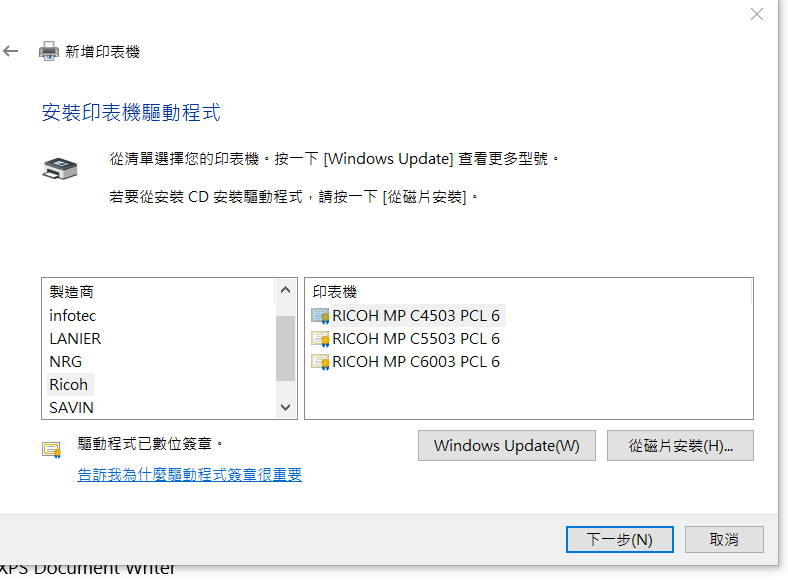 新增印表機
安裝印表機驅動程式
從清單選擇您的印表機。按一下 [Windows Update] 查看更多型號。
若要從安裝 CD 安裝驅動程式，請按一下 [從磁片安裝]。
製造商
infotec
LANIER
NRG
Ricoh
SAVIN
印表機
RICOH MP C4503 PCL 6
RICOH MP C5503 PCL 6
RICOH MP C6003 PCL 6
驅動程式已數位簽章。
告訴我為什麼驅動程式簽章很重要
Windows Update(W)
從磁片安裝(H)...
下一步(N)
取消
XPS Document Writer